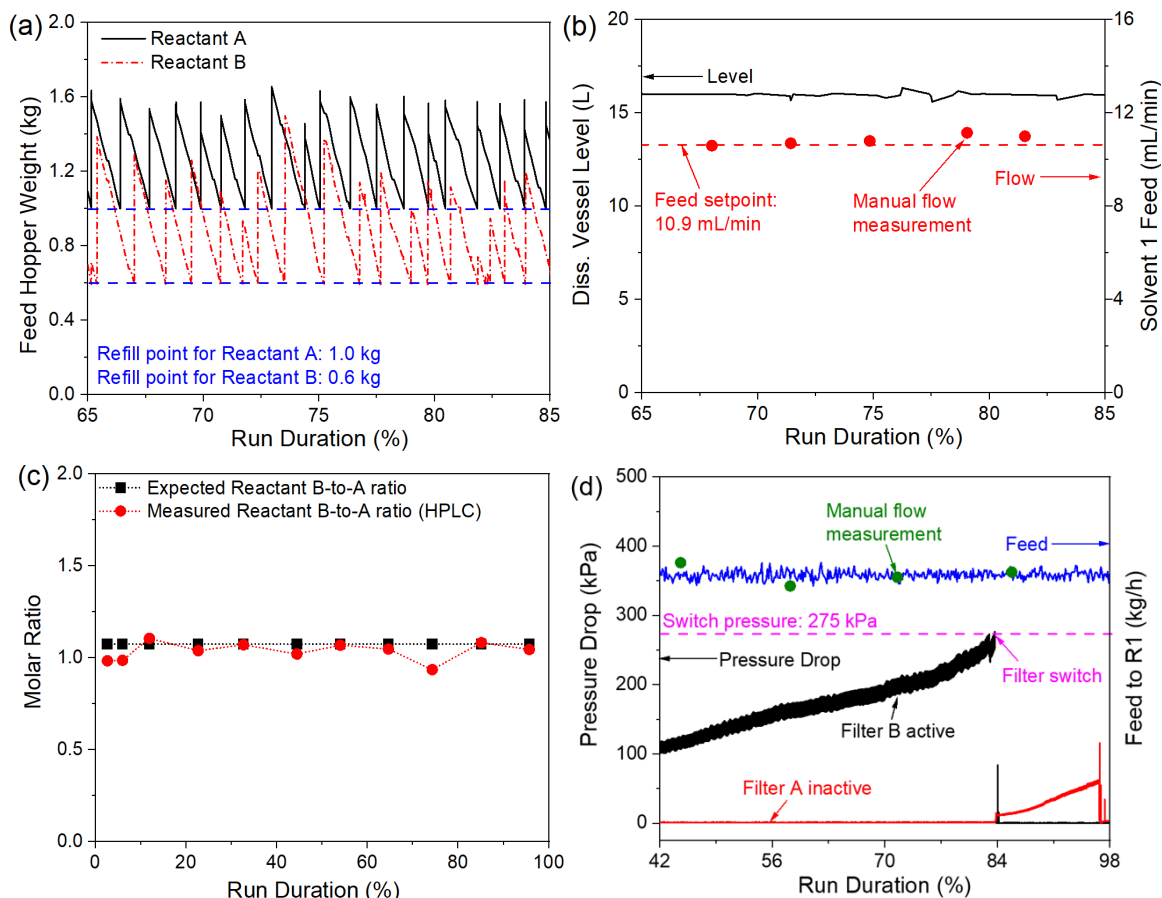 (a)
Reactant A
Reactant B
Refill point for Reactant A: 1.0 kg
Refill point for Reactant B: 0.6 kg
Feed Hopper Weight (kg)
2.0
1.6
1.2
0.8
0.4
0.0
65
70
75
80
85
Run Duration (%)
(b)
Level
Feed setpoint:
10.9 mL/min
Manual flow
measurement
Flow
Diss. Vessel Level (L)
20
15
10
5
0
Solvent 1 Feed (mL/min)
16
12
8
4
0
65
70
75
80
85
Run Duration (%)
(c)
Expected Reactant B-to-A ratio
Measured Reactant B-to-A ratio (HPLC)
Molar Ratio
2.0
1.5
1.0
0.5
0.0
0
20
40
60
80
100
Run Duration (%)
(d)
Manual flow
measurement
Feed
Switch pressure: 275 kPa
Pressure Drop
Filter switch
Filter B active
Filter A inactive
Pressure Drop (kPa)
500
400
350
300
250
200
100
0
Feed to R1 (kg/h)
42
56
70
84
98
Run Duration (%)